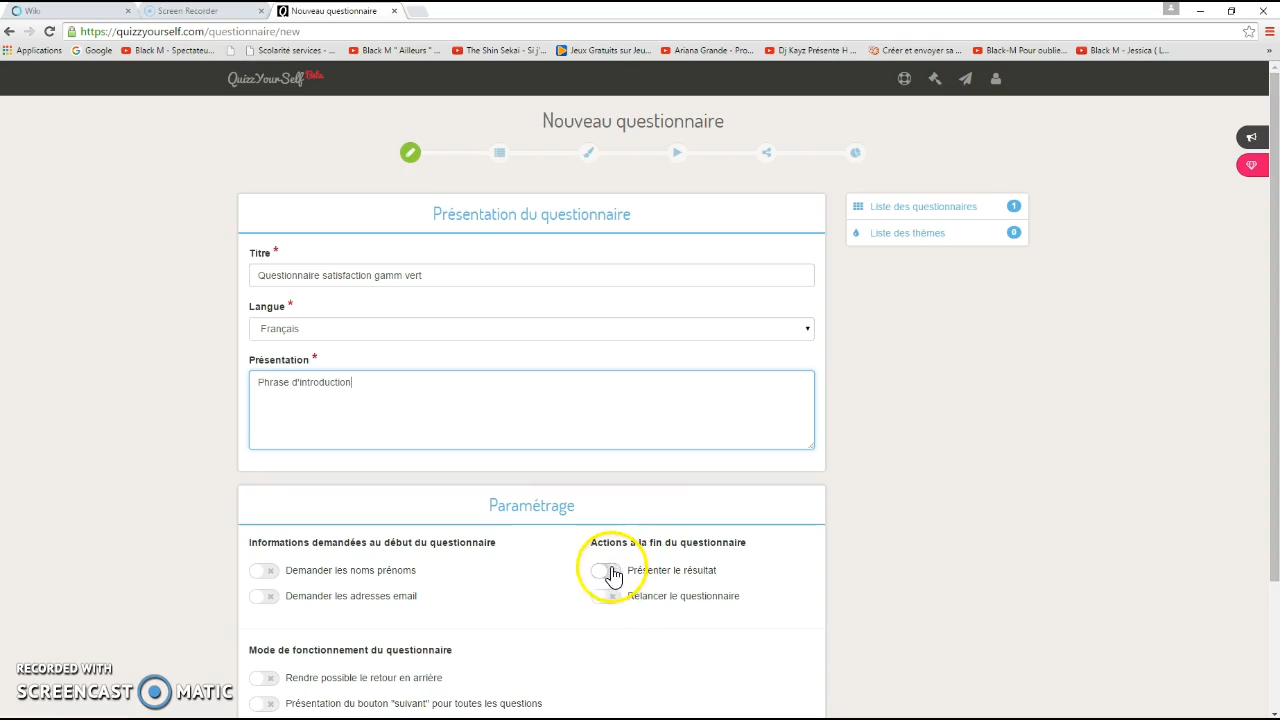 Wiki
Screen Recorder
Nouveau questionnaire
https://quizzyourself.com/questionnaire/new
Applications
Google
Black M - Spectateu...
Scolarité services - ...
Black M " Ailleurs " - ...
The Shin Sekaï - Si j'...
Jeux Gratuits sur Jeu...
Ariana Grande - Pro...
Dj Kayz Présente H ...
Créer et envoyer sa ...
Black-M Pour oublie...
Black M - Jessica ( L...
»
QuizzYourSelf Beta
Nouveau questionnaire
Présentation du questionnaire
Liste des questionnaires 1
Liste des thèmes 0
Titre *
Questionnaire satisfaction gamm vert
Langue *
Français
Présentation *
Phrase d'introduction
Paramétrage
Informations demandées au début du questionnaire
Actions à la fin du questionnaire
Demander les noms prénoms
Présenter le résultat
Demander les adresses email
Relancer le questionnaire
Mode de fonctionnement du questionnaire
Rendre possible le retour en arrière
Présentation du bouton "suivant" pour toutes les questions
RECORDED WITH
SCREENCAST MATIC